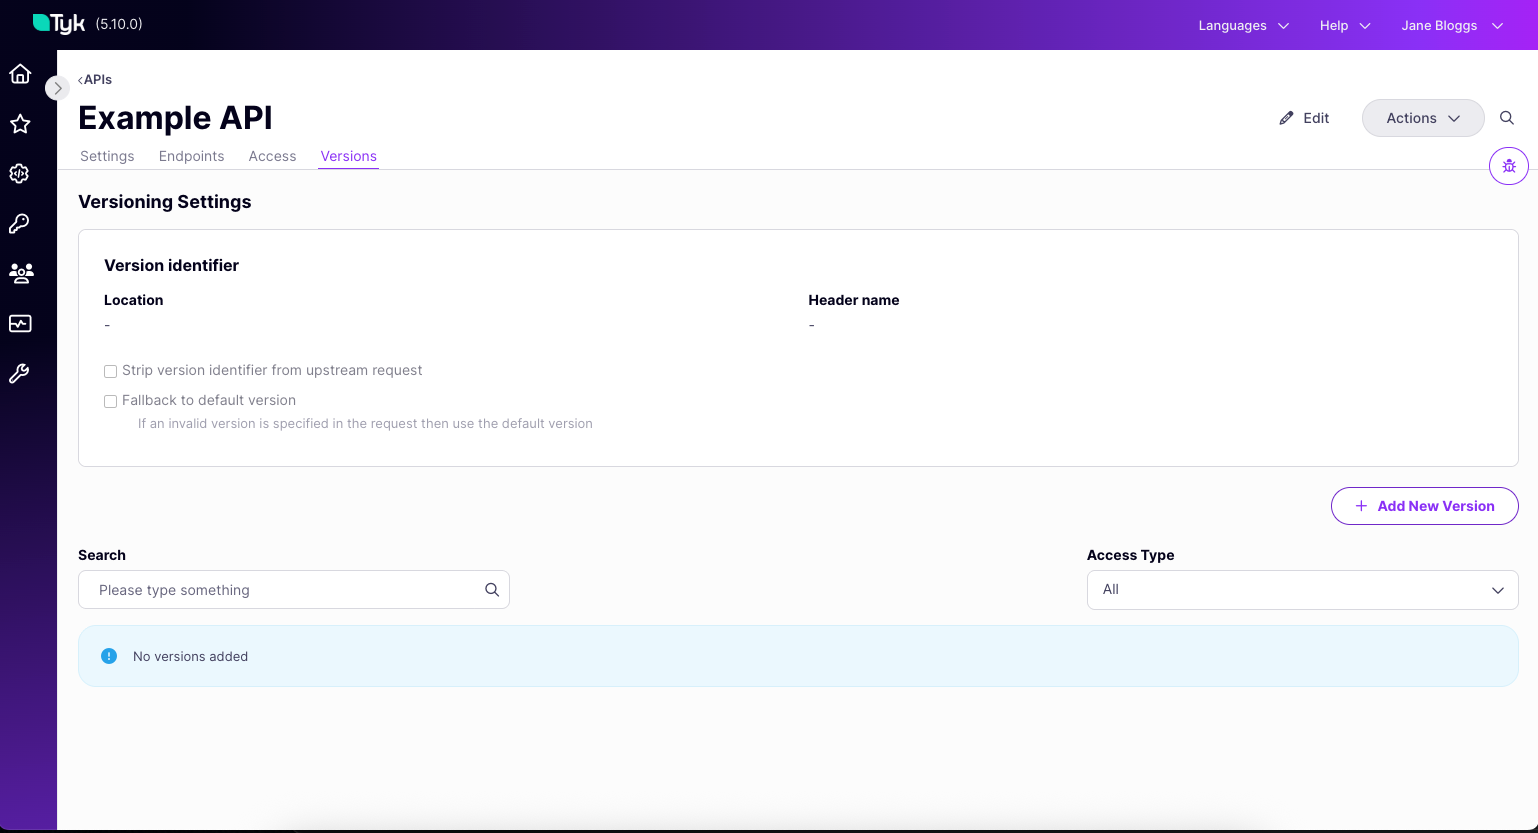 Tyk (5.10.0)
Languages Help Jane Bloggs
APIs
Example API
Edit Actions
Settings Endpoints Access Versions
Versioning Settings
Version identifier
Location Header name
- -
Strip version identifier from upstream request
Fallback to default version
If an invalid version is specified in the request then use the default version
+ Add New Version
Search Access Type
Please type something All
No versions added